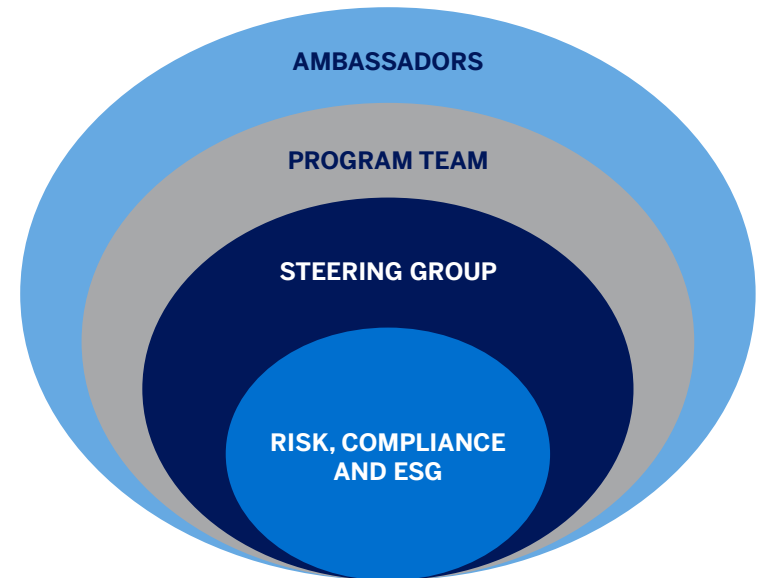 AMBASSADORS
PROGRAM TEAM
STEERING GROUP
RISK, COMPLIANCE
AND ESG